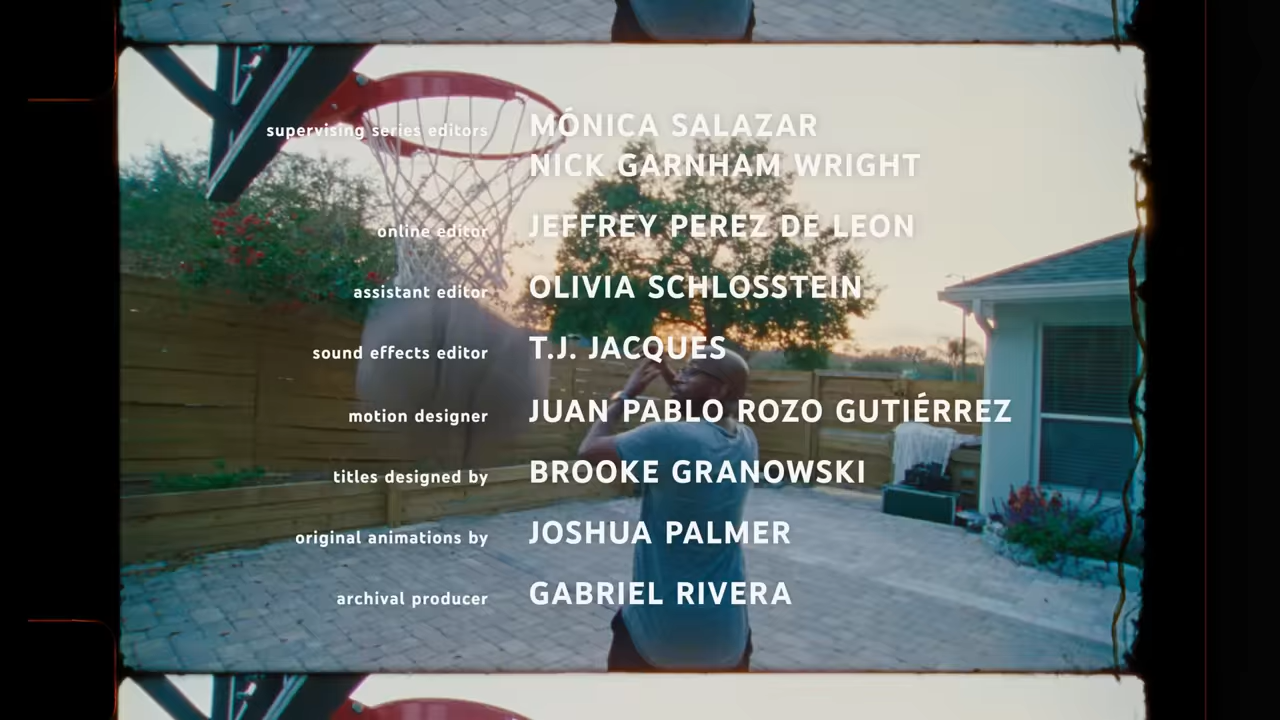 supervising series editors MÓNICA SALAZAR
NICK GARNHAM WRIGHT
online editor JEFFREY PEREZ DE LEON
assistant editor OLIVIA SCHLOSSTEIN
sound effects editor T.J. JACQUES
motion designer JUAN PABLO ROZO GUTIÉRREZ
titles designed by BROOKE GRANOWSKI
original animations by JOSHUA PALMER
archival producer GABRIEL RIVERA